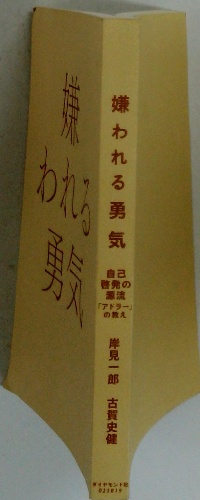 嫌
われる
勇気
嫌われる勇気
自己
啓発の
源流
「アドラー」
の教え
岸見一郎 古賀史健
ダイヤモンド社